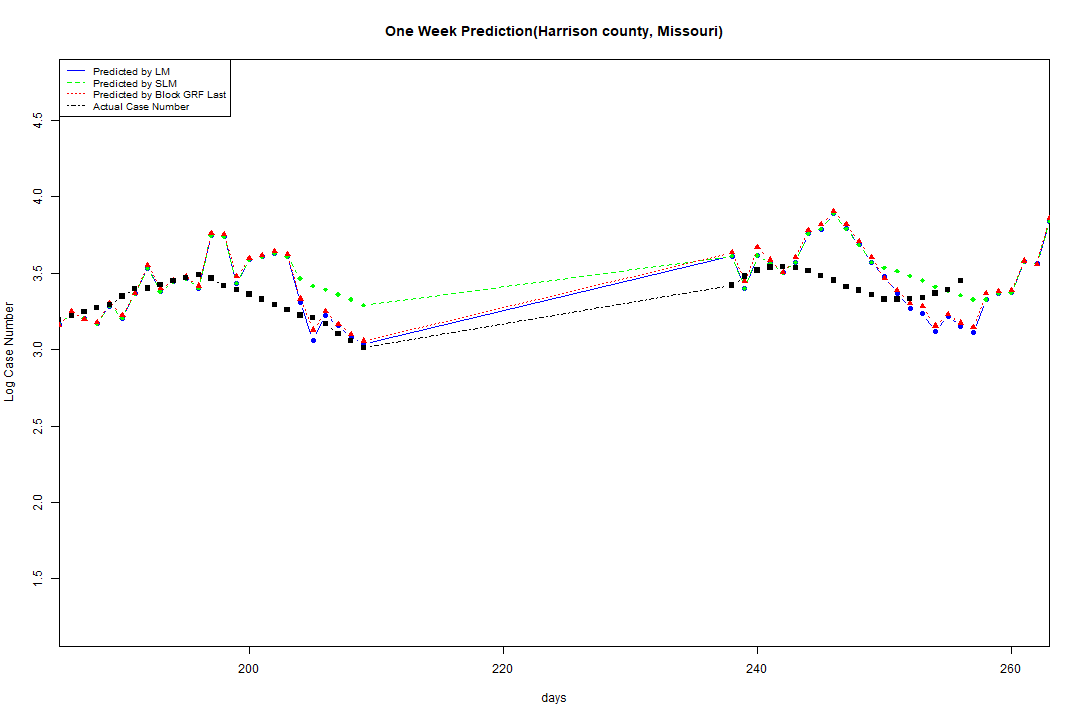 One Week Prediction(Harrison county, Missouri)
Predicted by LM
Predicted by SLM
Predicted by Block GRF Last
Actual Case Number
4.5
4.0
3.5
3.0
2.5
2.0
1.5
Log Case Number
200
220
240
260
days